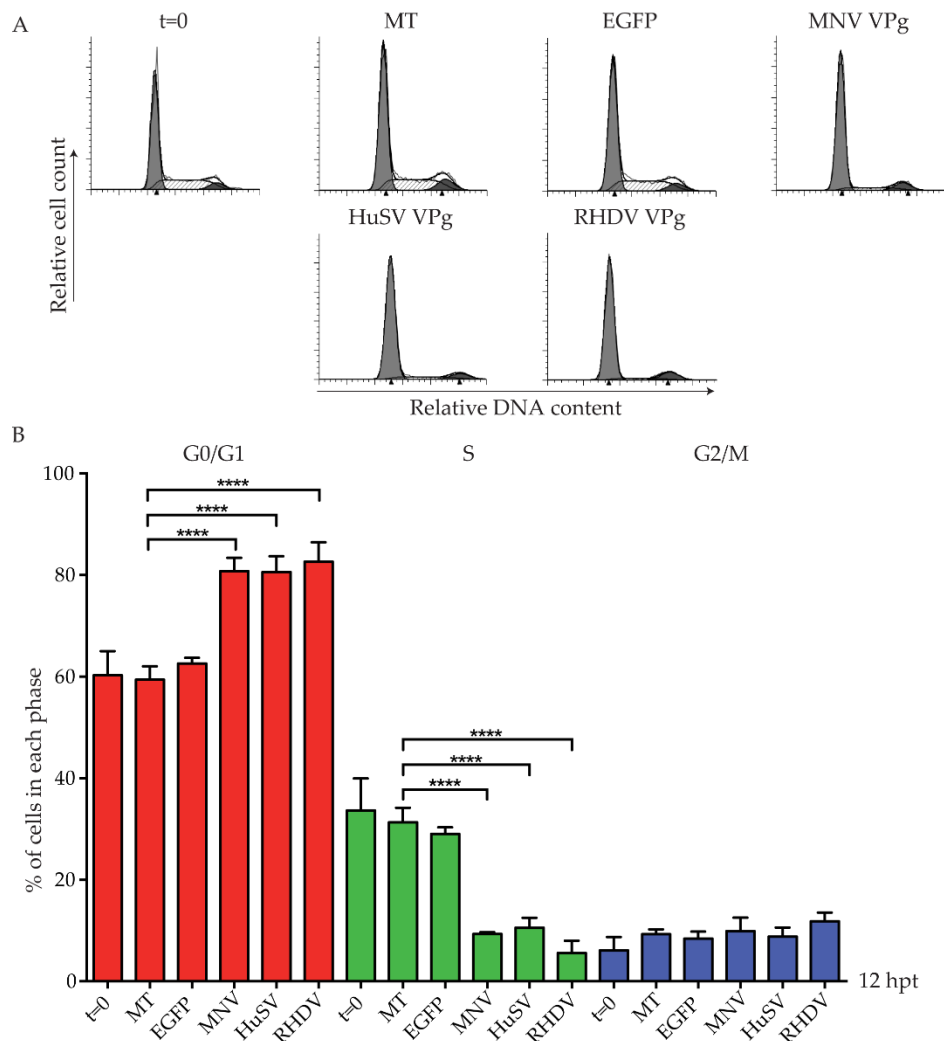 A
t=0
MT
EGFP
MNV VPg
HuSV VPg
RHDV VPg
Relative cell count
Relative DNA content
B
G0/G1
S
G2/M
% of cells in each phase
100
80
60
40
20
0
****
****
****
****
****
****
t=0
MT
EGFP
MNV
HuSV
RHDV
t=0
MT
EGFP
MNV
HuSV
RHDV
t=0
MT
EGFP
MNV
HuSV
RHDV
12 hpt